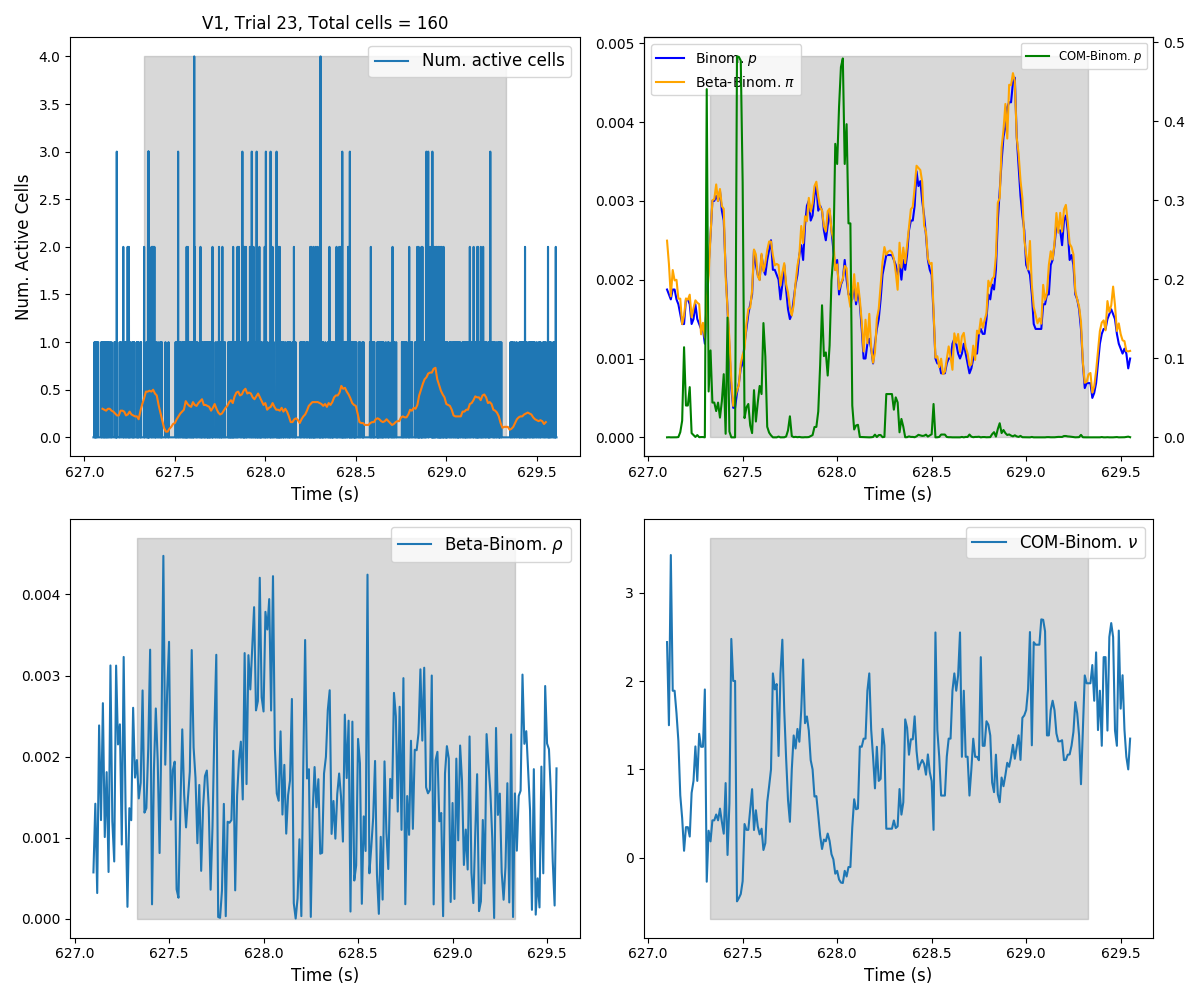 V1, Trial 23, Total cells = 160
Num. active cells
4.0
3.5
3.0
2.5
2.0
1.5
1.0
0.5
0.0
Num. Active Cells
627.0 627.5 628.0 628.5 629.0 629.5
Time (s)
Binom. p
Beta-Binom. π
COM-Binom. p
0.005
0.004
0.003
0.002
0.001
0.000
0.5
0.4
0.3
0.2
0.1
0.0
627.0 627.5 628.0 628.5 629.0 629.5
Time (s)
Beta-Binom. ρ
0.004
0.003
0.002
0.001
0.000
627.0 627.5 628.0 628.5 629.0 629.5
Time (s)
COM-Binom. ν
3
2
1
0
627.0 627.5 628.0 628.5 629.0 629.5
Time (s)